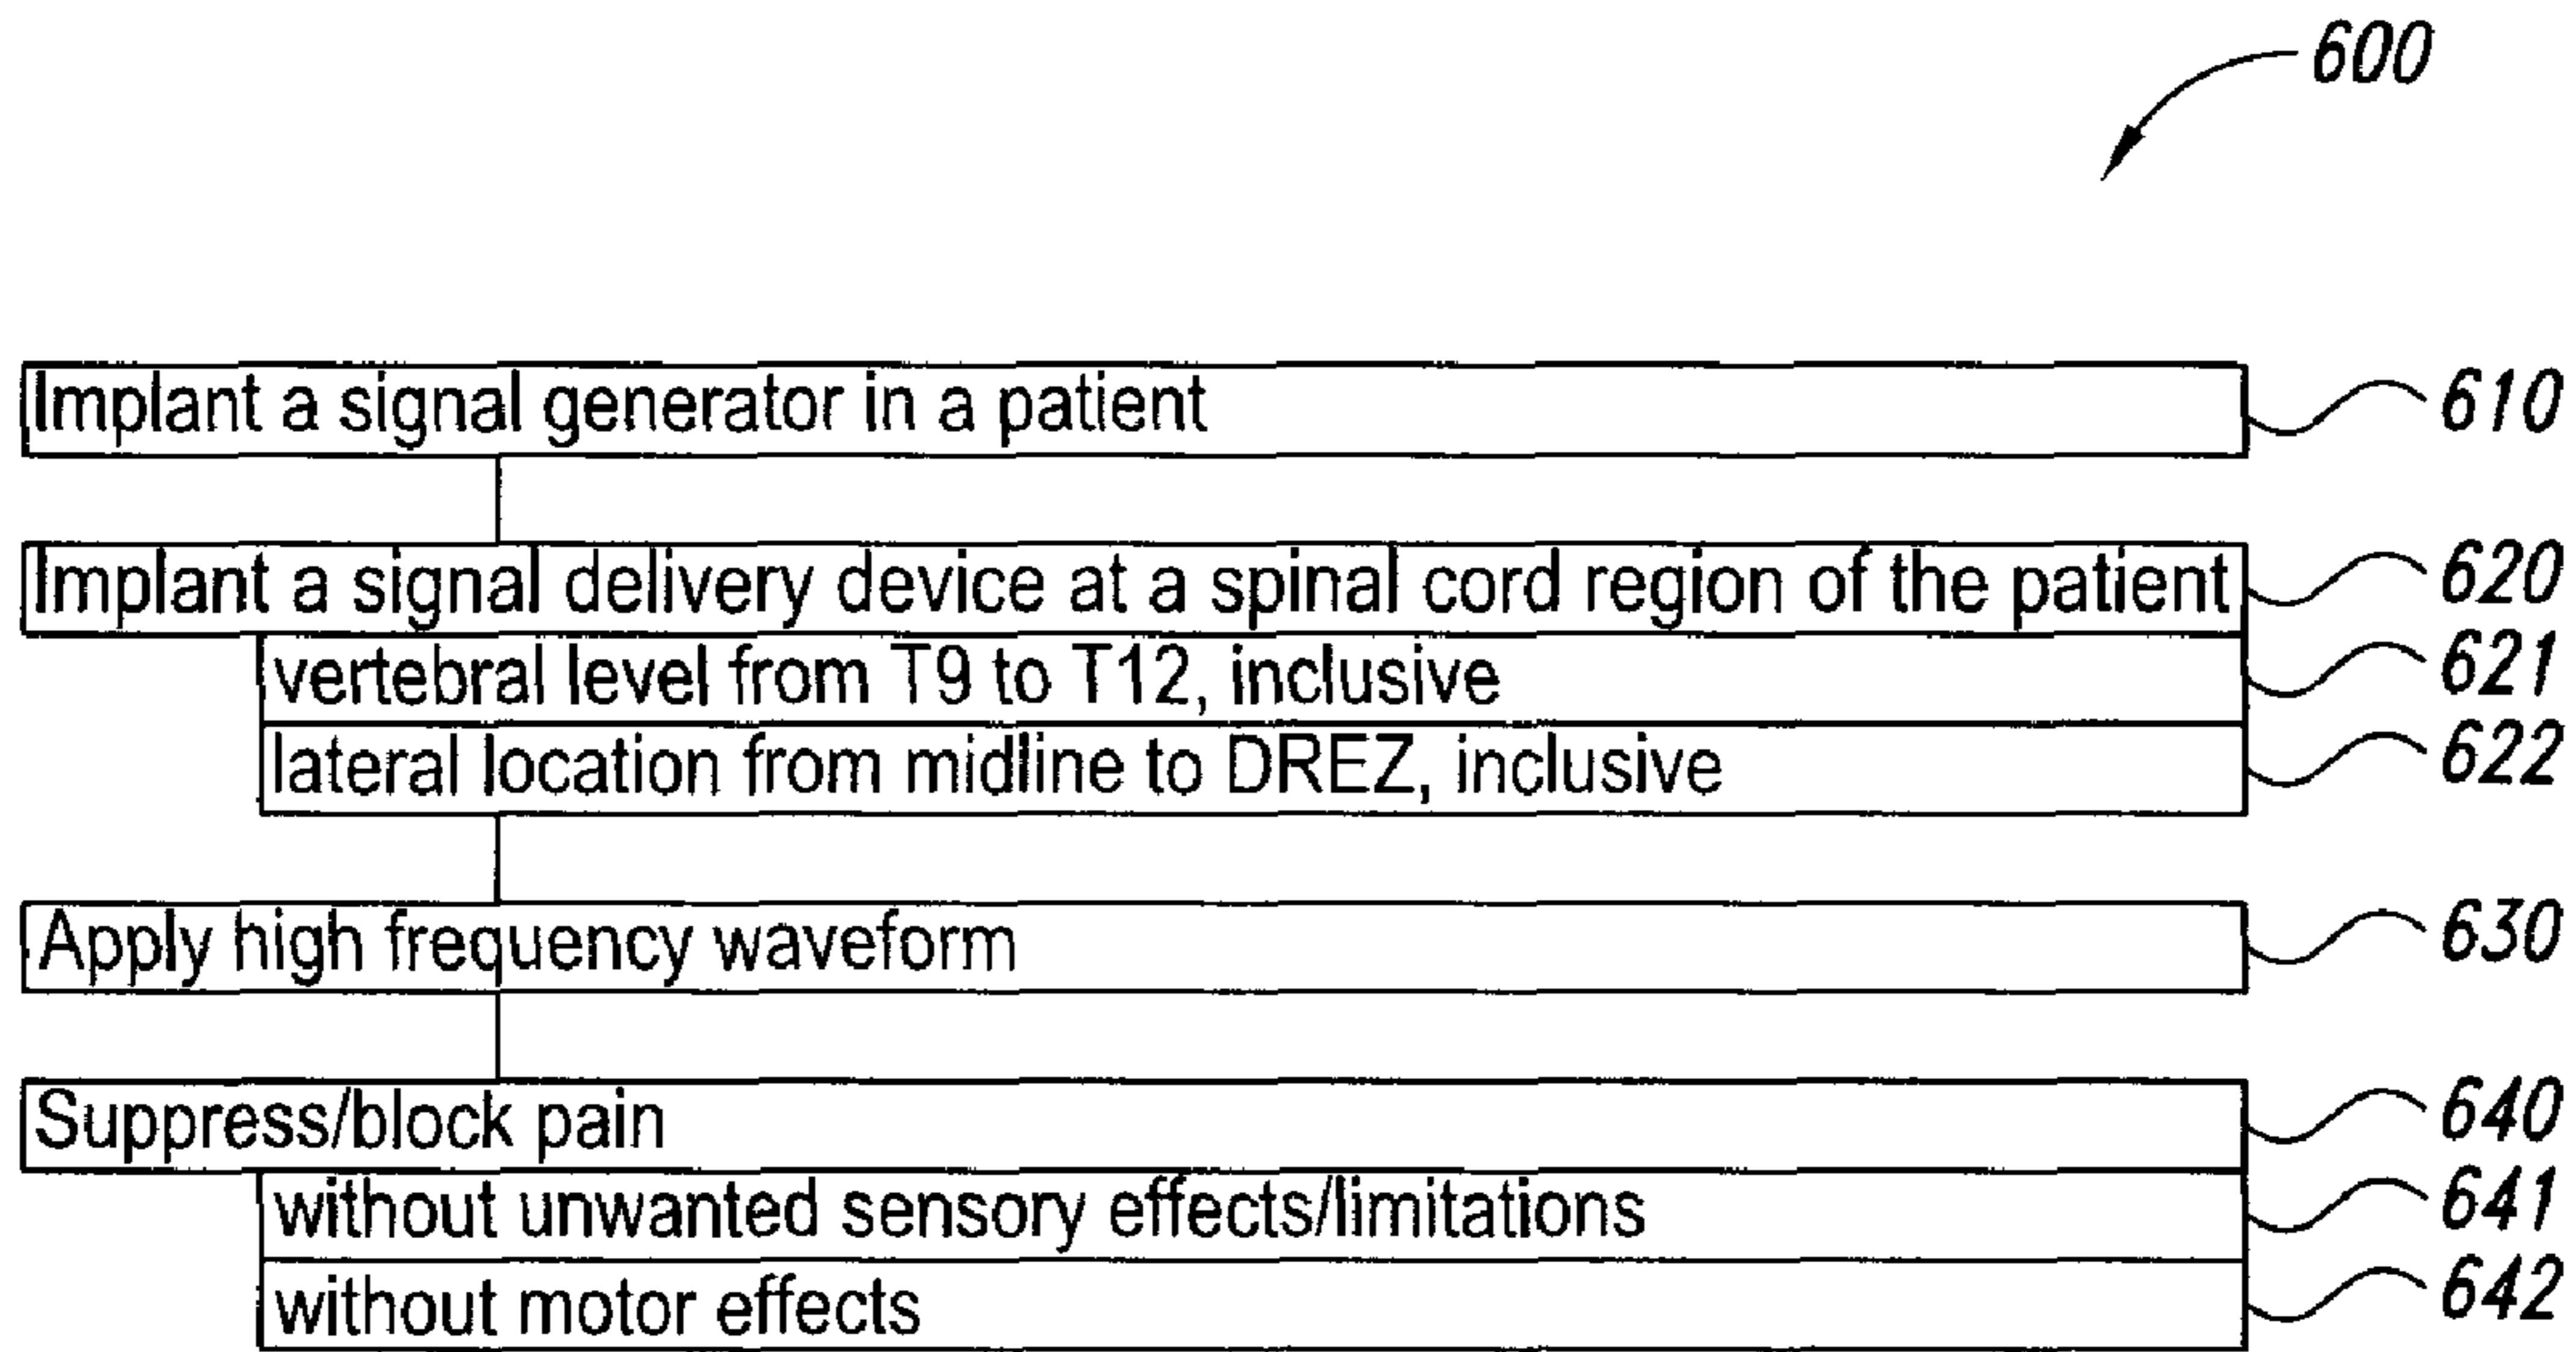 600
Implant a signal generator in a patient 610
Implant a signal delivery device at a spinal cord region of the patient 620
vertebral level from T9 to T12, inclusive 621
lateral location from midline to DREZ, inclusive 622
Apply high frequency waveform 630
Suppress/block pain 640
without unwanted sensory effects/limitations 641
without motor effects 642